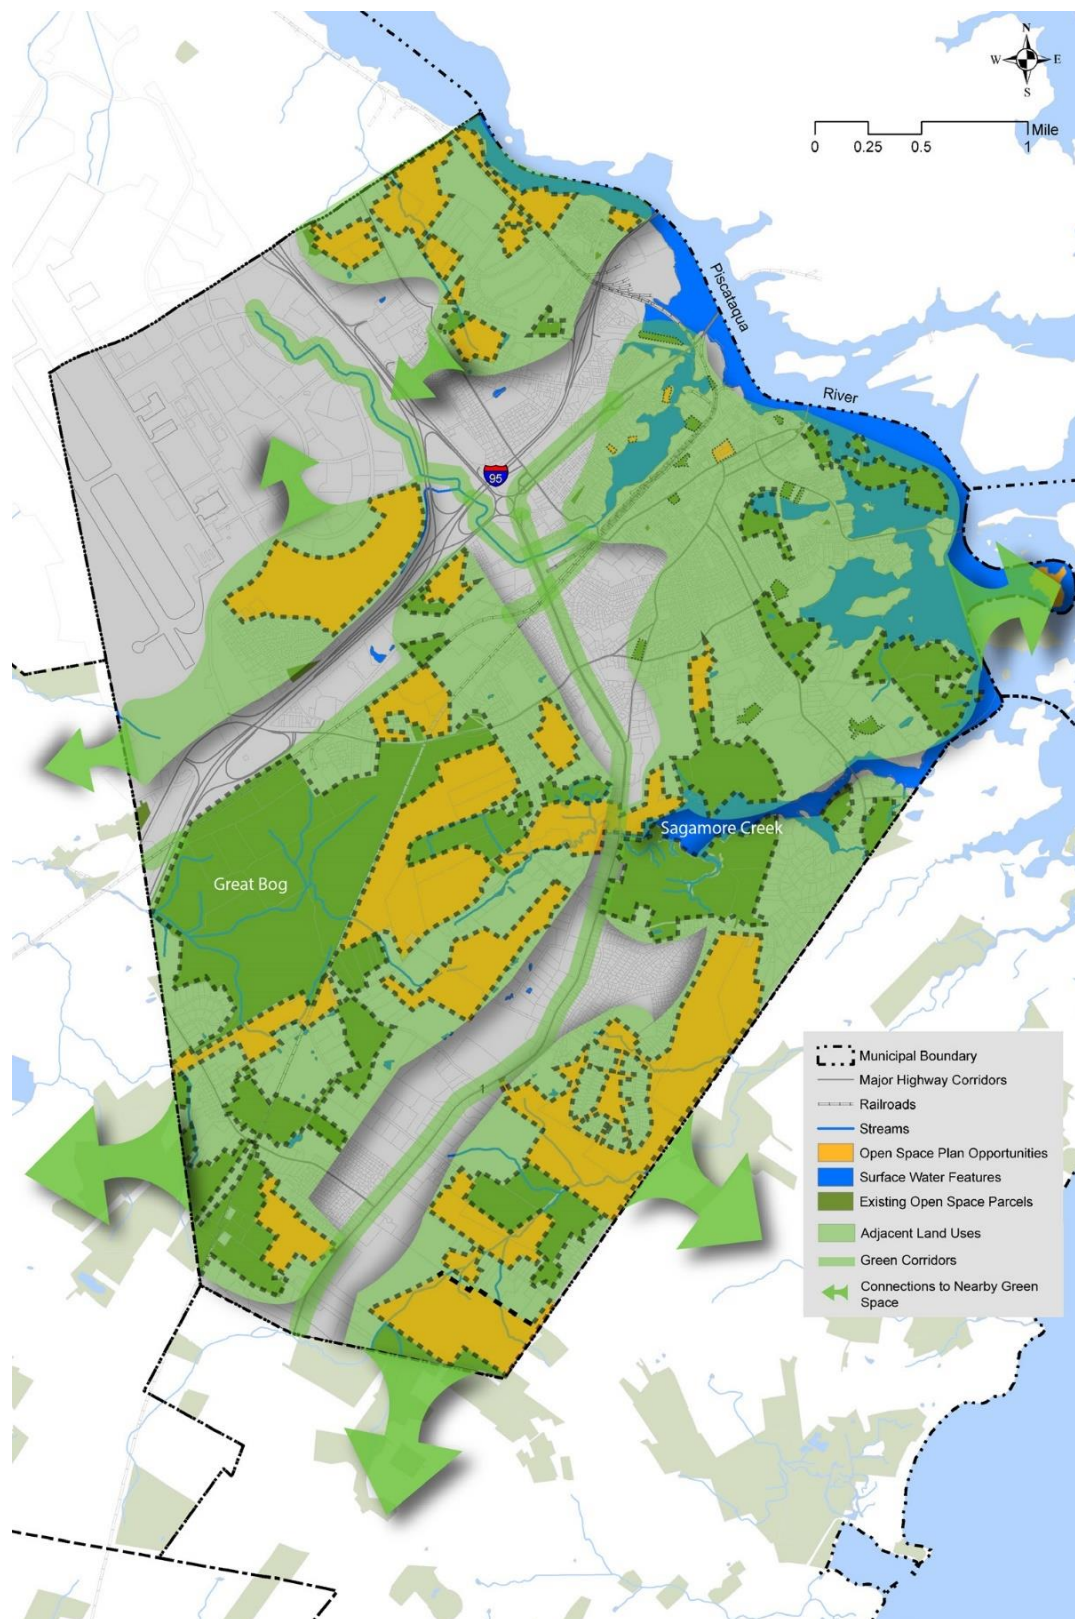 N
W E
S
Mile
0 0.25 0.5 1
Piscataqua
River
95
Sagamore Creek
Great Bog
1
Municipal Boundary
Major Highway Corridors
Railroads
Streams
Open Space Plan Opportunities
Surface Water Features
Existing Open Space Parcels
Adjacent Land Uses
Green Corridors
Connections to Nearby Green
Space